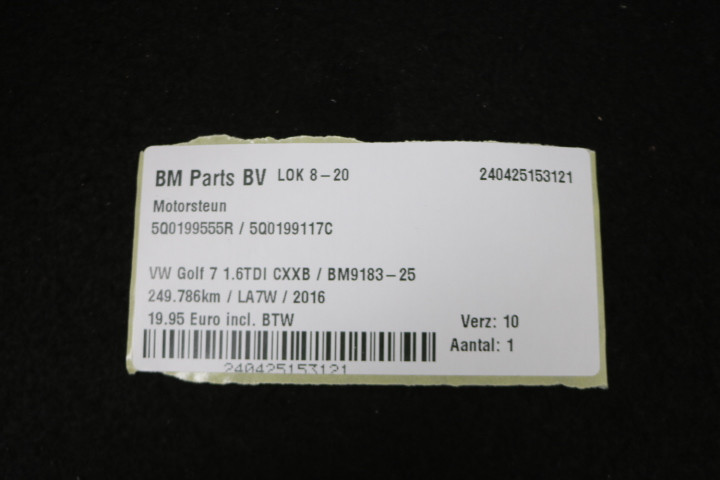 BM Parts BV LOK 8-20 240425153121
Motorsteun
5Q0199555R / 5Q0199117C
VW Golf 7 1.6TDI CXXB / BM9183-25
249.786km / LA7W / 2016
19.95 Euro incl. BTW Verz: 10
Aantal: 1
240425153121